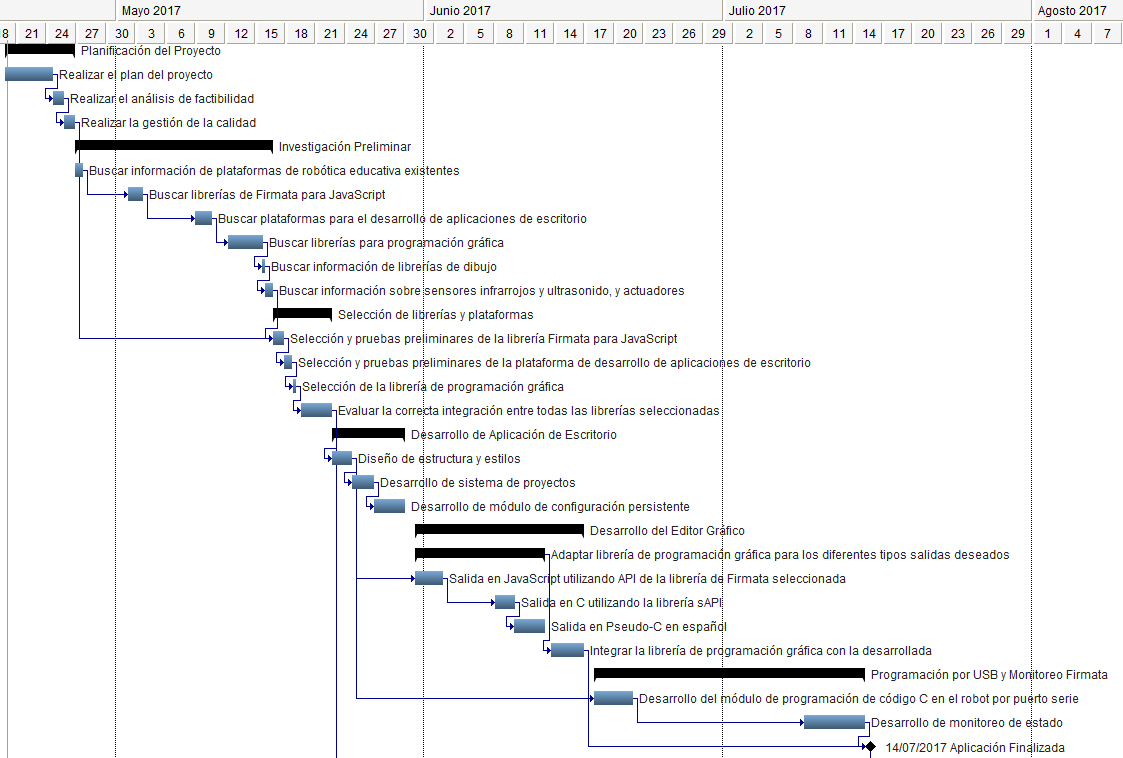 Mayo 2017 Junio 2017 Julio 2017 Agosto 2017
8 21 24 27 30 3 6 9 12 15 18 21 24 27 30 2 5 8 11 14 17 20 23 26 29 2 5 8 11 14 17 20 23 26 29 1 4 7
Planificación del Proyecto
Realizar el plan del proyecto
Realizar el análisis de factibilidad
Realizar la gestión de la calidad
Investigación Preliminar
Buscar información de plataformas de robótica educativa existentes
Buscar librerías de Firmata para JavaScript
Buscar plataformas para el desarrollo de aplicaciones de escritorio
Buscar librerías para programación gráfica
Buscar información de librerías de dibujo
Buscar información sobre sensores infrarrojos y ultrasonido, y actuadores
Selección de librerías y plataformas
Selección y pruebas preliminares de la librería Firmata para JavaScript
Selección y pruebas preliminares de la plataforma de desarrollo de aplicaciones de escritorio
Selección de la librería de programación gráfica
Evaluar la correcta integración entre todas las librerías seleccionadas
Desarrollo de Aplicación de Escritorio
Diseño de estructura y estilos
Desarrollo de sistema de proyectos
Desarrollo de módulo de configuración persistente
Desarrollo del Editor Gráfico
Adaptar librería de programación gráfica para los diferentes tipos salidas deseados
Salida en JavaScript utilizando API de la librería de Firmata seleccionada
Salida en C utilizando la librería sAPI
Salida en Pseudo-C en español
Integrar la librería de programación gráfica con la desarrollada
Programación por USB y Monitoreo Firmata
Desarrollo del módulo de programación de código C en el robot por puerto serie
Desarrollo de monitoreo de estado
14/07/2017 Aplicación Finalizada